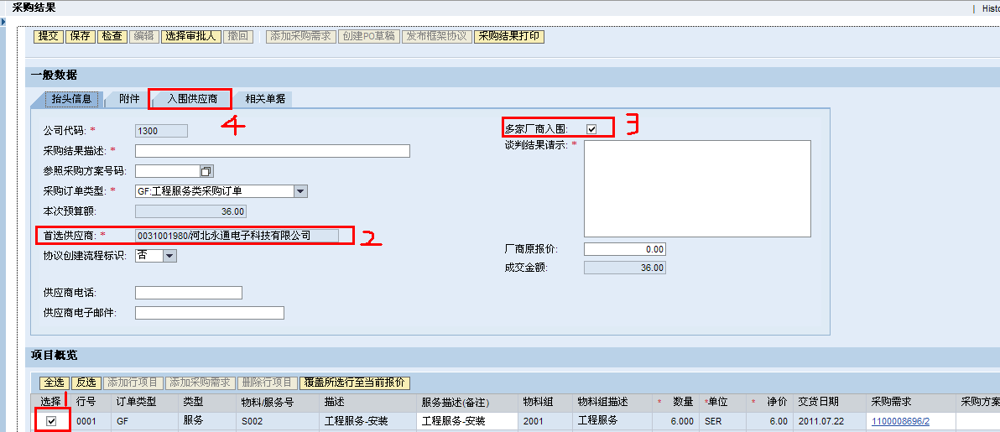 采购结果
Histo
提交 保存 检查 编辑 选择审批人 撤回 添加采购需求 创建PO草稿 发布框架协议 采购结果打印
一般数据
抬头信息 附件 入围供应商 相关单据
4
公司代码: * 1300 多家厂商入围: 3
采购结果描述: * 谈判结果请示: *
参照采购方案号码:
采购订单类型: * GF:工程服务类采购订单
本次预算额: 36.00
首选供应商: * 0031001980/河北永通电子科技有限公司 2
协议创建流程标识: 否 厂商原报价: 0.00
成交金额: 36.00
供应商电话:
供应商电子邮件:
项目概览
全选 反选 添加行项目 添加采购需求 删除行项目 覆盖所选行至当前报价
1
选择 行号 订单类型 类型 物料/服务号 描述 服务描述(备注) 物料组 物料组描述 * 数量 *单位 * 净价 交货日期 采购需求 采购方案
0001 GF 服务 S002 工程服务-安装 工程服务-安装 2001 工程服务 6.000 SER 6.00 2011.07.22 1100008696/2